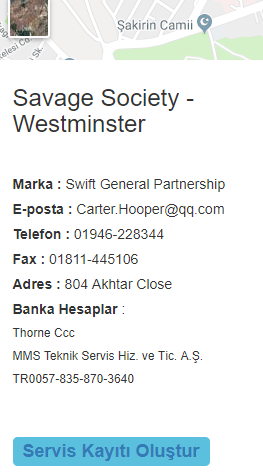 Şakirin Camii
Savage Society -
Westminster
Marka : Swift General Partnership
E-posta : Carter.Hooper@qq.com
Telefon : 01946-228344
Fax : 01811-445106
Adres : 804 Akhtar Close
Banka Hesaplar :
Thorne Ccc
MMS Teknik Servis Hiz. ve Tic. A.Ş.
TR0057-835-870-3640
Servis Kayıtı Oluştur